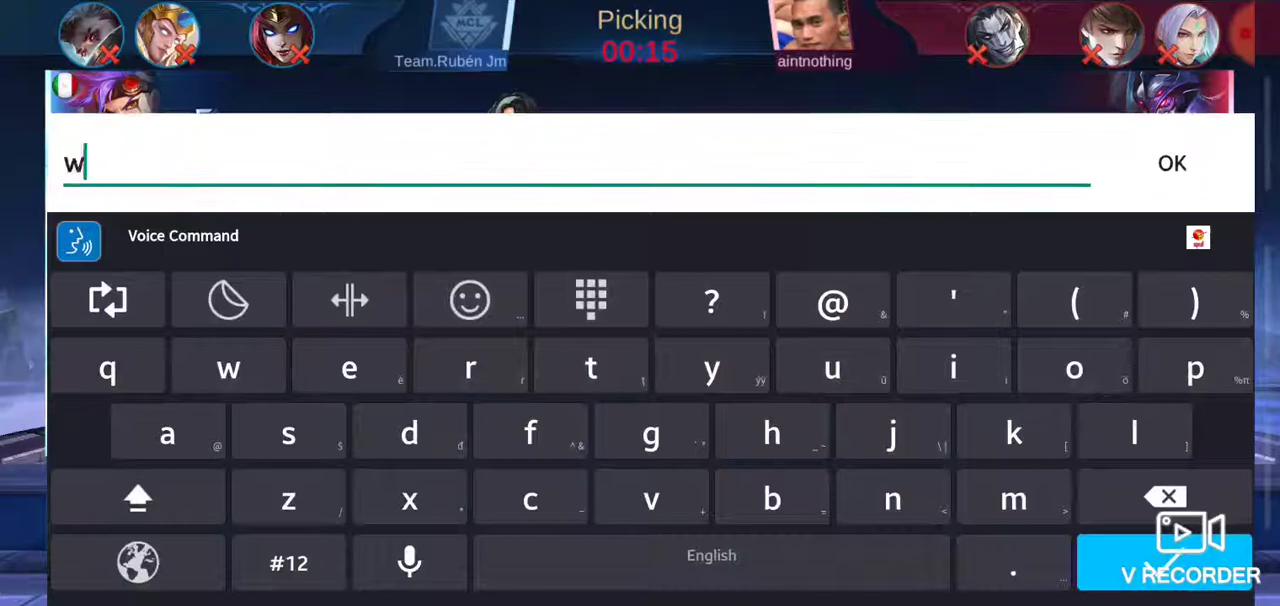 Picking
MCL
00:15
Team.Rubén Jm
aintnothing
w
OK
Voice Command
? @ & ' " ( # ) %
q w e r t y u i o p
a s d f g h j k l
z x c v b n m
#12 English .
V RECORDER